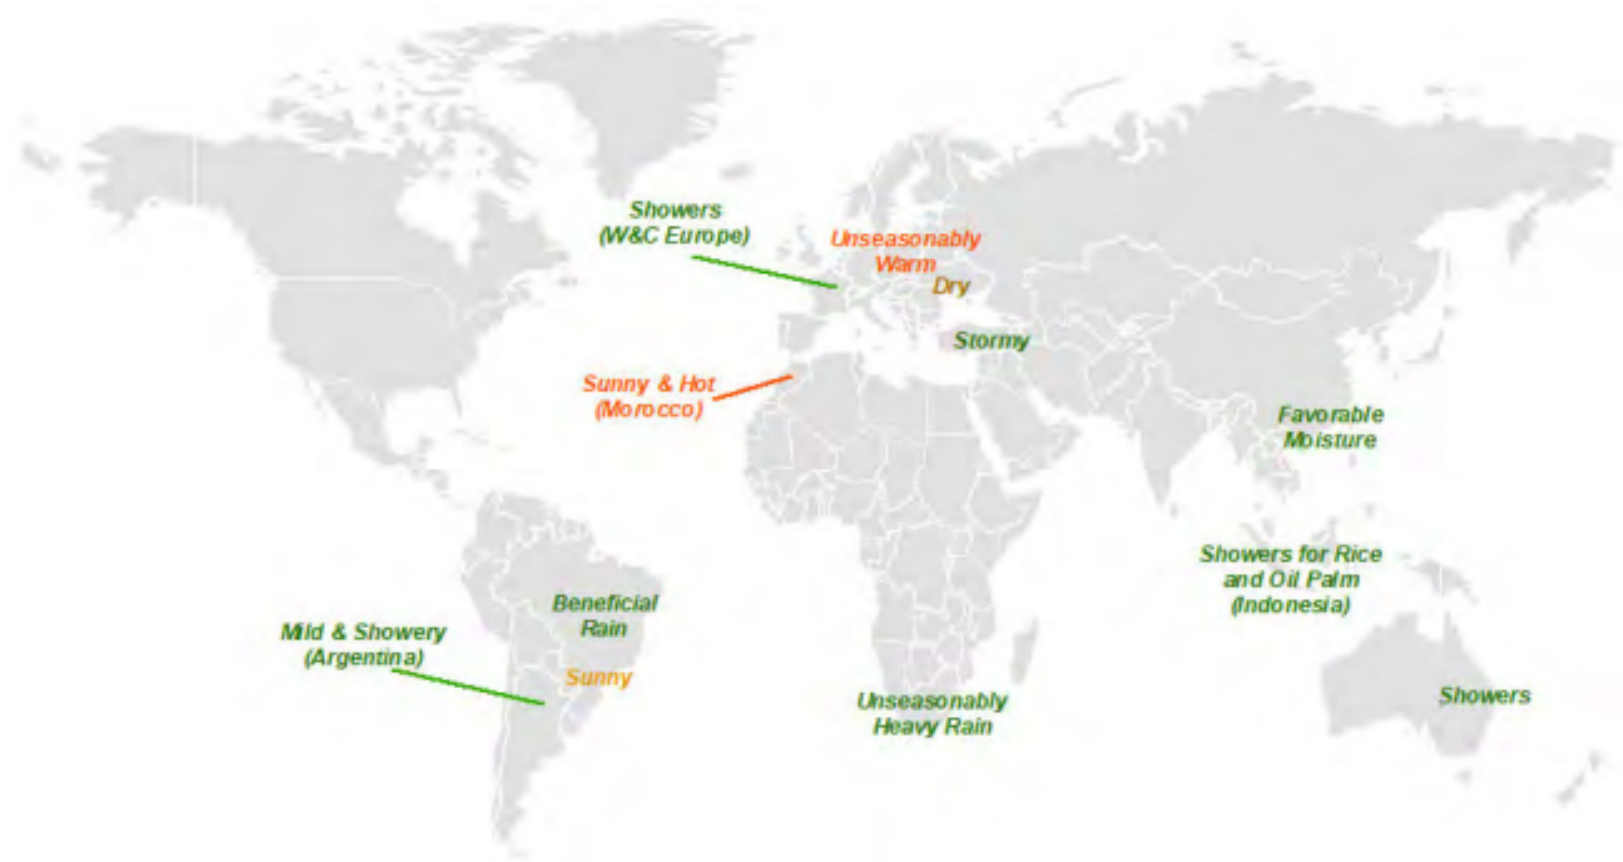 Showers
(W&C Europe)
Unseasonably
Warm
Dry
Stormy
Sunny & Hot
(Morocco)
Favorable
Moisture
Showers for Rice
and Oil Palm
(Indonesia)
Beneficial
Rain
Mild & Showery
(Argentina)
Sunny
Unseasonably
Heavy Rain
Showers